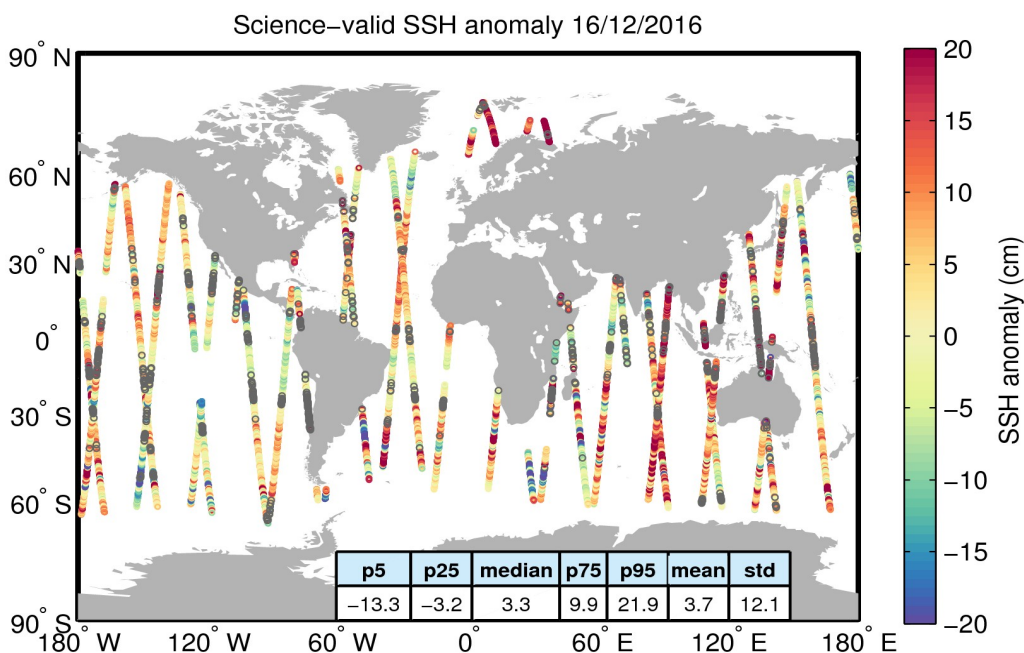 Science−valid SSH anomaly 16/12/2016
90° N
60° N
30° N
0°
30° S
60° S
90° S
180° W
120° W
60° W
0°
60° E
120° E
180° E
p5 p25 median p75 p95 mean std
−13.3 −3.2 3.3 9.9 21.9 3.7 12.1
20
15
10
5
0
−5
−10
−15
−20
SSH anomaly (cm)